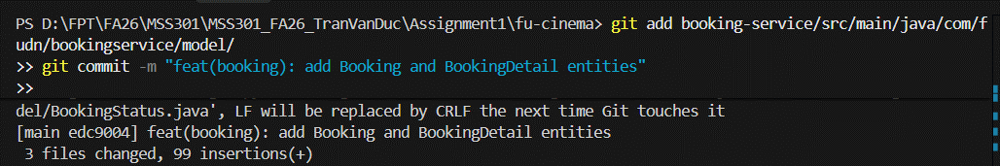 PS D:\FPT\FA26\MSS301\MSS301_FA26_TranVanDuc\Assignment1\fu-cinema> git add booking-service/src/main/java/com/f
udn/bookingservice/model/
>> git commit -m "feat(booking): add Booking and BookingDetail entities"
>>
del/BookingStatus.java', LF will be replaced by CRLF the next time Git touches it
[main edc9004] feat(booking): add Booking and BookingDetail entities
 3 files changed, 99 insertions(+)